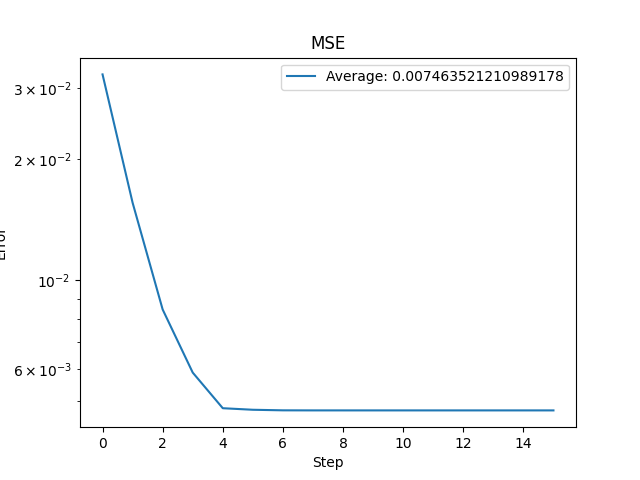 MSE
Average: 0.007463521210989178
3 × 10⁻²
2 × 10⁻²
10⁻²
6 × 10⁻³
Error
0 2 4 6 8 10 12 14
Step